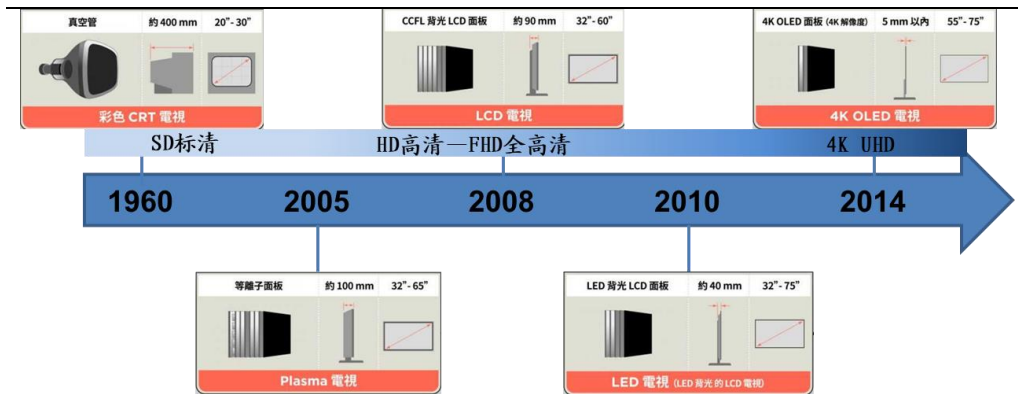 真空管 約 400 mm 20"- 30"
彩色 CRT 電視
CCFL 背光 LCD 面板 約 90 mm 32"- 60"
LCD 電視
4K OLED 面板 (4K 解像度) 5 mm 以內 55"- 75"
4K OLED 電視
SD标清 HD高清—FHD全高清 4K UHD
1960 2005 2008 2010 2014
等離子面板 約 100 mm 32"- 65"
Plasma 電視
LED 背光 LCD 面板 約 40 mm 32"- 75"
LED 電視 (LED 背光 的 LCD 電視)